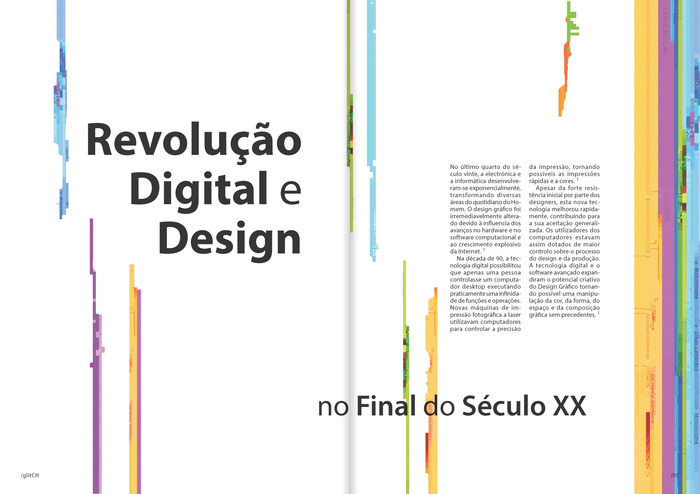 Revolução
Digital e
Design
No último quarto do sé-
culo vinte, a electrónica e
a informática desenvolve-
ram-se exponencialmente,
transformando diversas
áreas do quotidiano do Ho-
mem. O design gráfico foi
irremediavelmente altera-
do devido à influência dos
avanços no hardware e no
software computacional e
ao crescimento explosivo
da Internet. 1
Na década de 90, a tec-
nologia digital possibilitou
que apenas uma pessoa
controlasse um computa-
dor desktop executando
praticamente uma infinida-
de de funções e operações.
Novas máquinas de im-
pressão fotográfica a laser
utilizavam computadores
para controlar a precisão
da impressão, tornando
possíveis as impressões
rápidas e a cores. 1
Apesar da forte resis-
tência inicial por parte dos
designers, esta nova tec-
nologia melhorou rapida-
mente, contribuindo para
a sua aceitação generali-
zada. Os utilizadores dos
computadores estavam
assim dotados de maior
controlo sobre o processo
do design e da produção.
A tecnologia digital e o
software avançado expan-
diram o potencial criativo
do Design Gráfico tornan-
do possível uma manipu-
lação da cor, da forma, do
espaço e da composição
gráfica sem precedentes. 1
no Final do Século XX
/glitCH